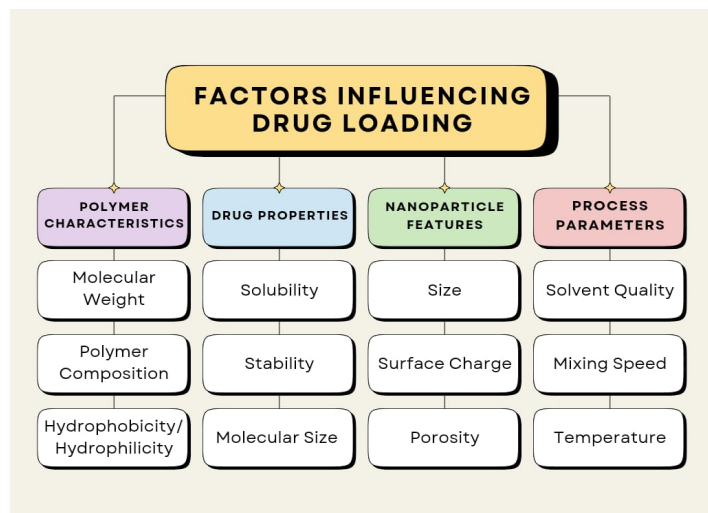 FACTORS INFLUENCING
DRUG LOADING
POLYMER
CHARACTERISTICS
Molecular
Weight
Polymer
Composition
Hydrophobicity/
Hydrophilicity
DRUG PROPERTIES
Solubility
Stability
Molecular Size
NANOPARTICLE
FEATURES
Size
Surface Charge
Porosity
PROCESS
PARAMETERS
Solvent Quality
Mixing Speed
Temperature